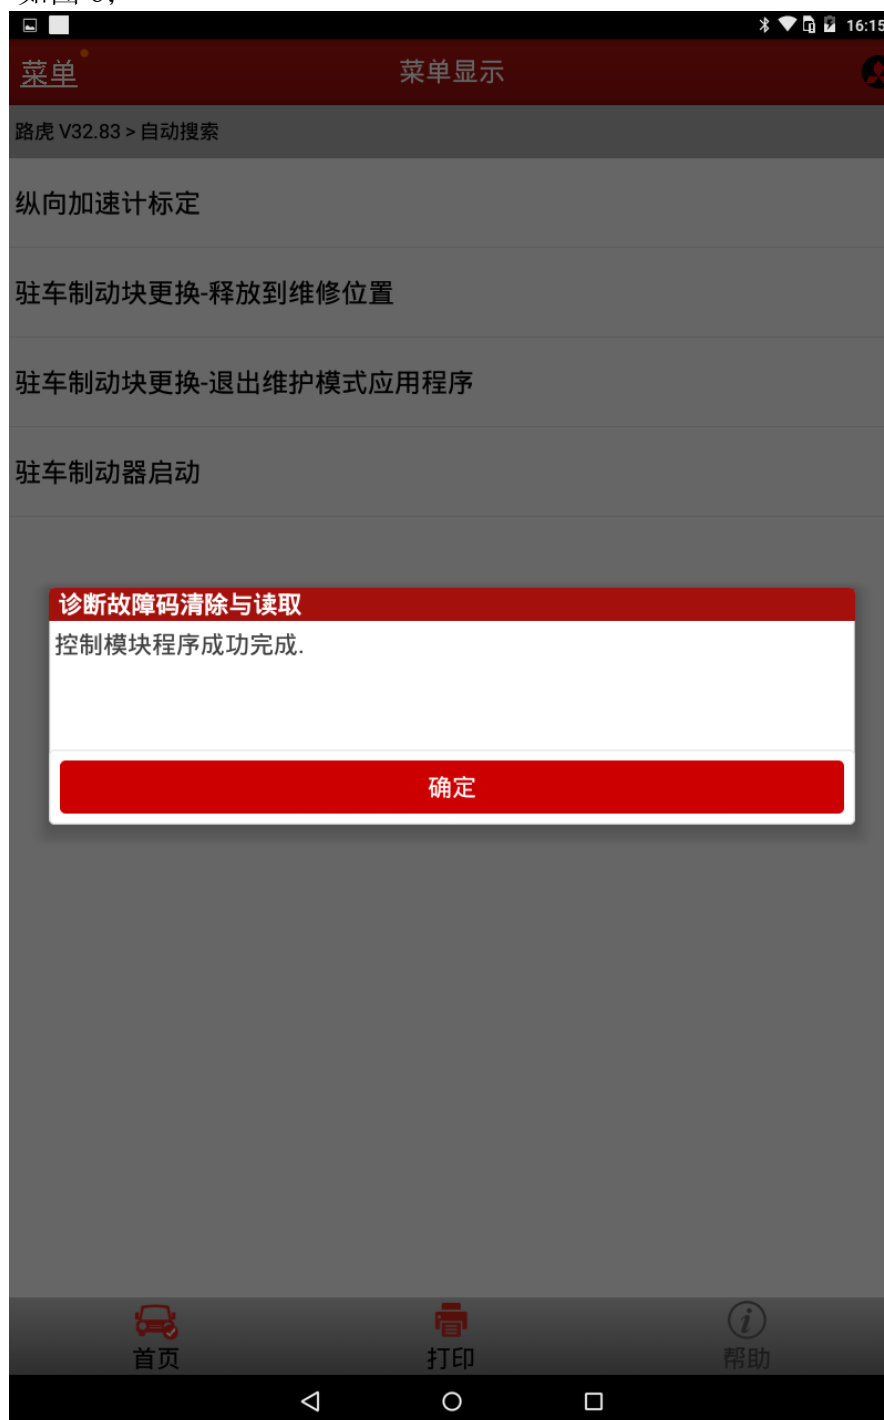 16:15
菜单
菜单显示
路虎 V32.83 > 自动搜索
纵向加速计标定
驻车制动块更换-释放到维修位置
驻车制动块更换-退出维护模式应用程序
驻车制动器启动
诊断故障码清除与读取
控制模块程序成功完成.
确定
首页
打印
帮助